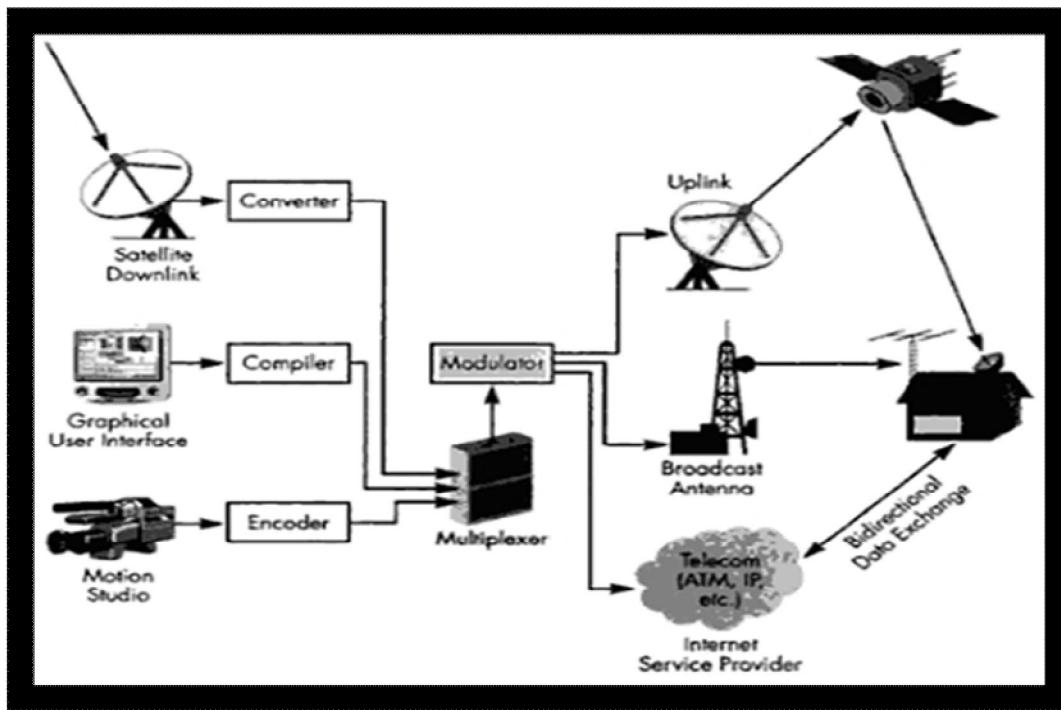 Uplink
Converter
Satellite
Downlink
Compiler
Modulator
Graphical
User Interface
Broadcast
Antenna
Encoder
Multiplexer
Bidirectional
Data Exchange
Motion
Studio
Telecom
(ATM, IP,
etc.)
Internet
Service Provider